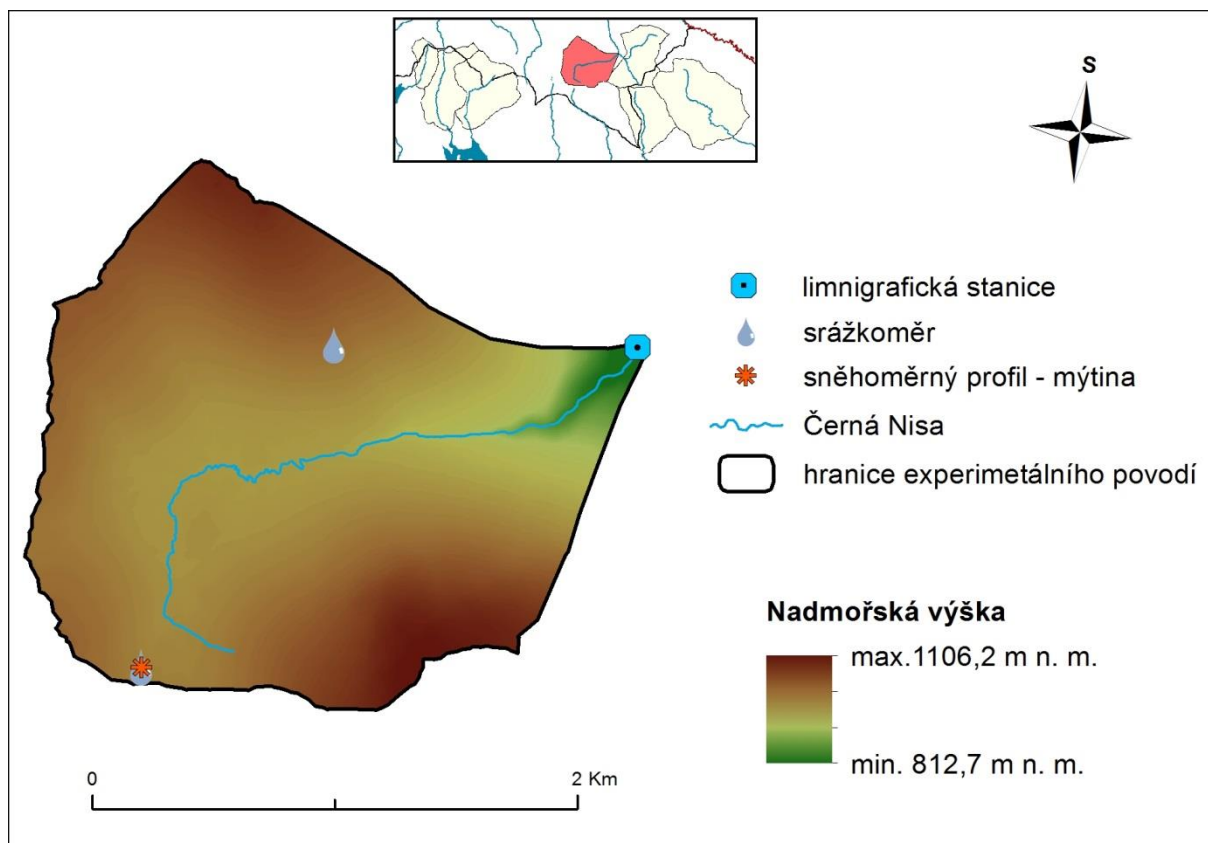 S
limnigrafická stanice
srážkoměr
sněhoměrný profil - mýtina
Černá Nisa
hranice experimetálního povodí
Nadmořská výška
max.1106,2 m n. m.
min. 812,7 m n. m.
0
2 Km